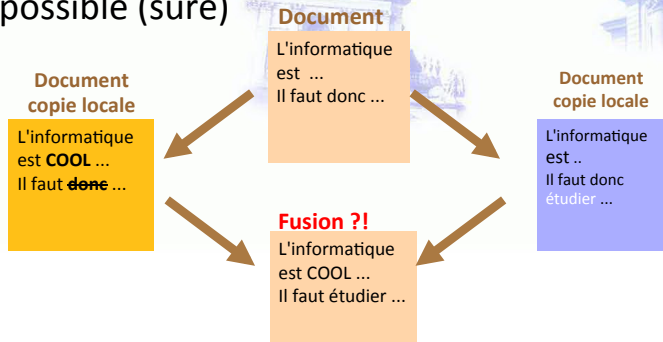 possible (sûre)
Document
L'informatique
est ...
Il faut donc ...
Document
copie locale
L'informatique
est COOL ...
Il faut donc ...
Document
copie locale
L'informatique
est ..
Il faut donc
étudier ...
Fusion ?!
L'informatique
est COOL ...
Il faut étudier ...